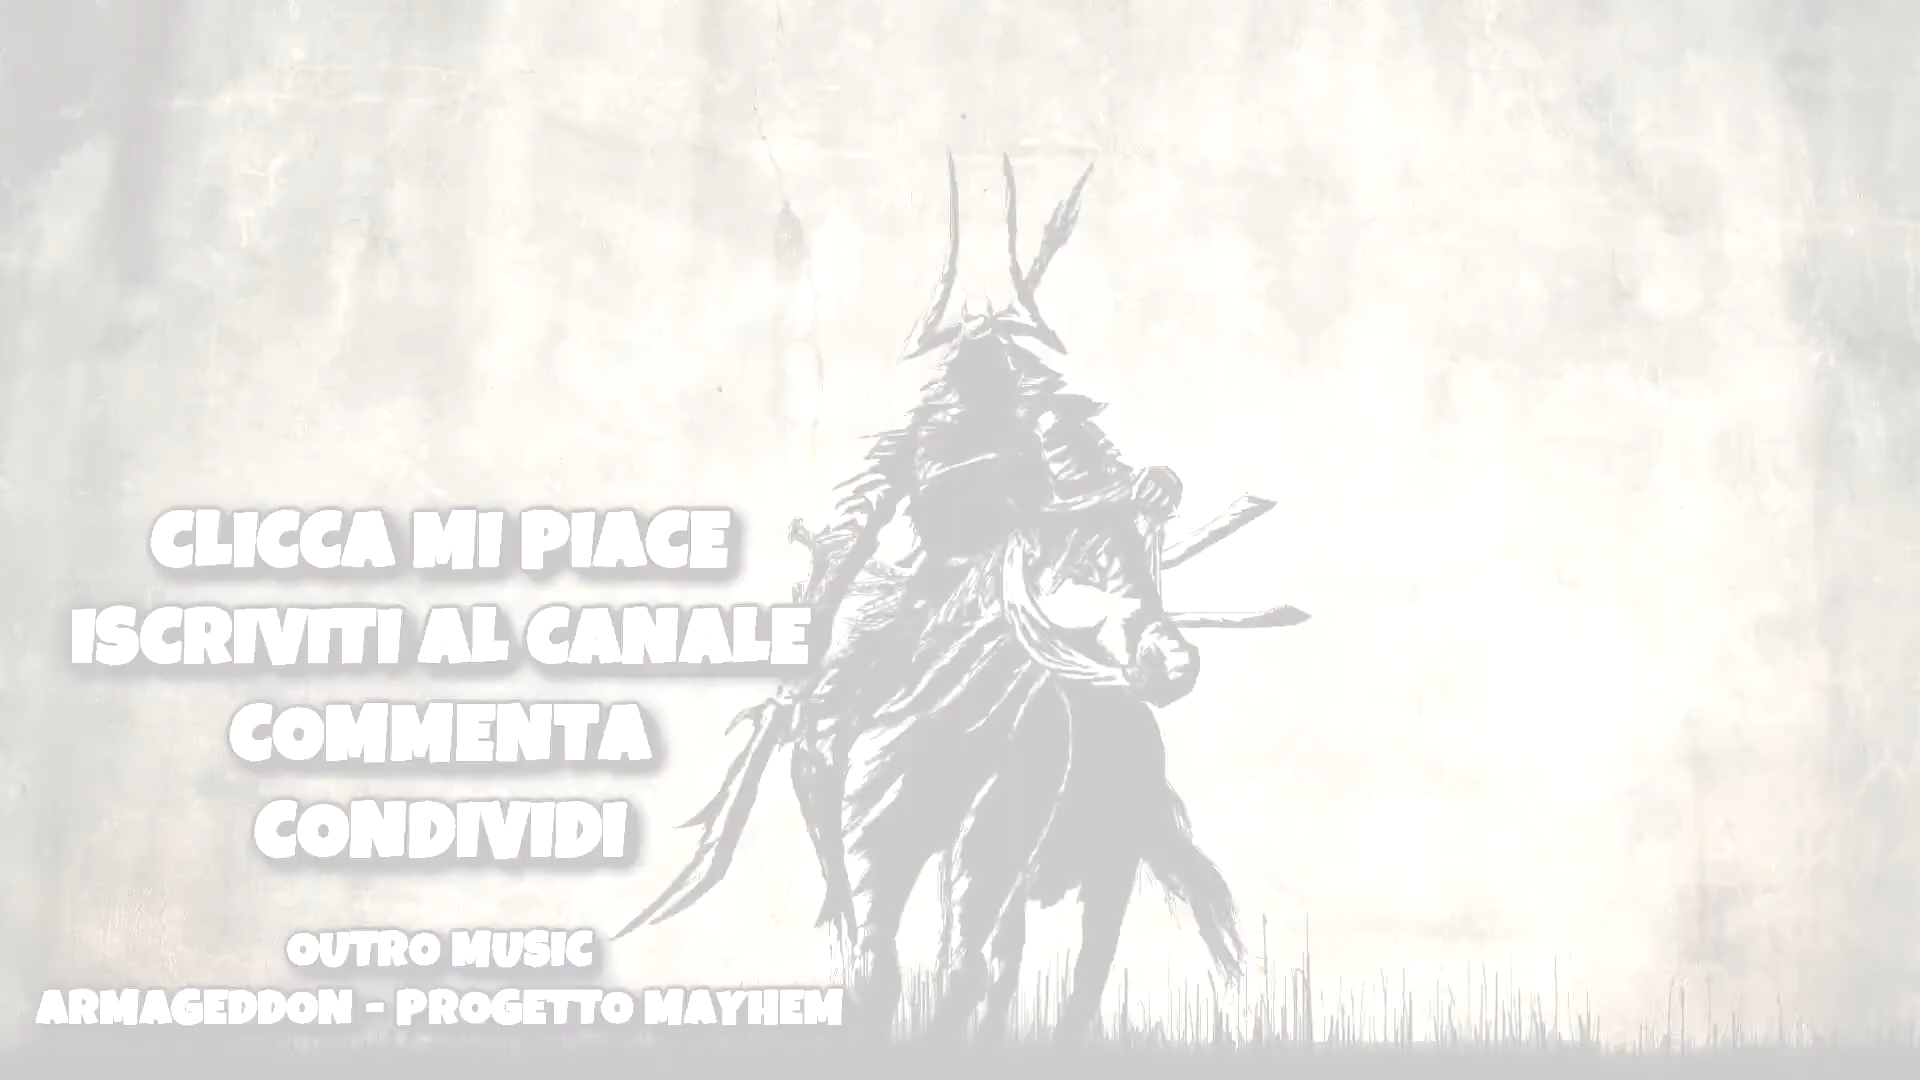 CLICCA MI PIACE
ISCRIVITI AL CANALE
COMMENTA
CONDIVIDI
OUTRO MUSIC
ARMAGEDDON - PROGETTO MAYHEM